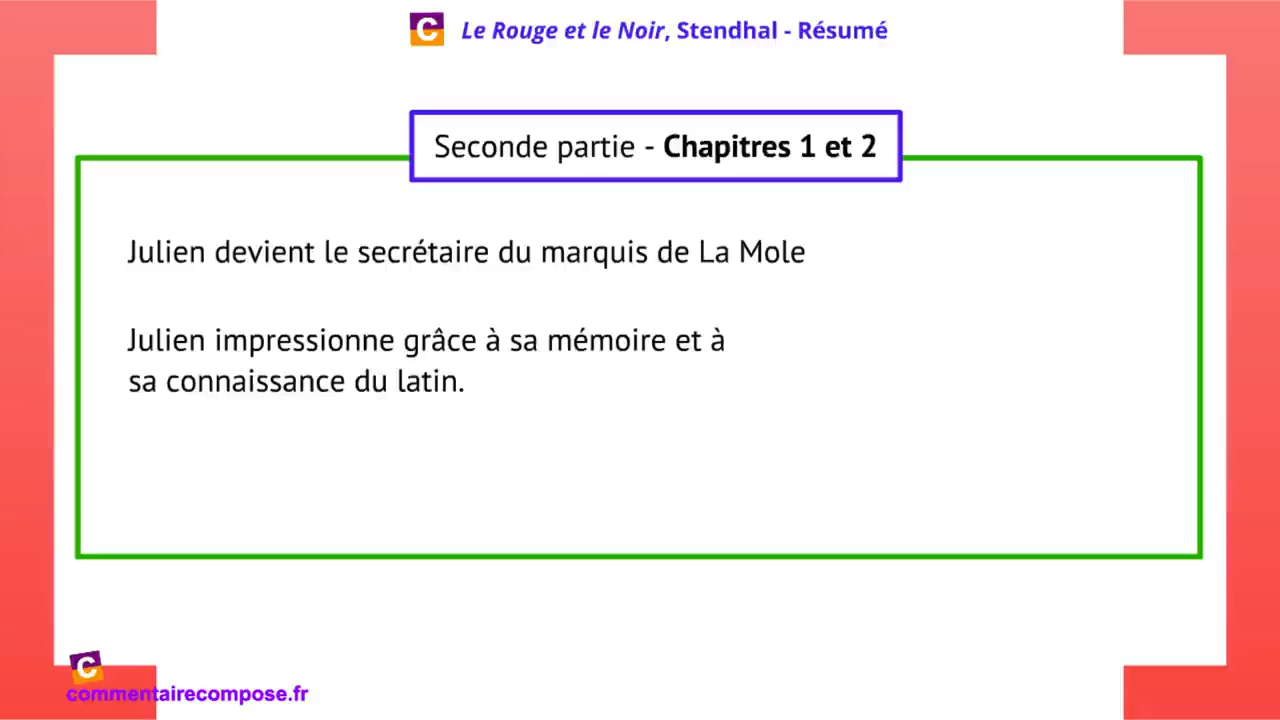 C Le Rouge et le Noir, Stendhal - Résumé
Seconde partie - Chapitres 1 et 2
Julien devient le secrétaire du marquis de La Mole
Julien impressionne grâce à sa mémoire et à
sa connaissance du latin.
C
commentairecompose.fr